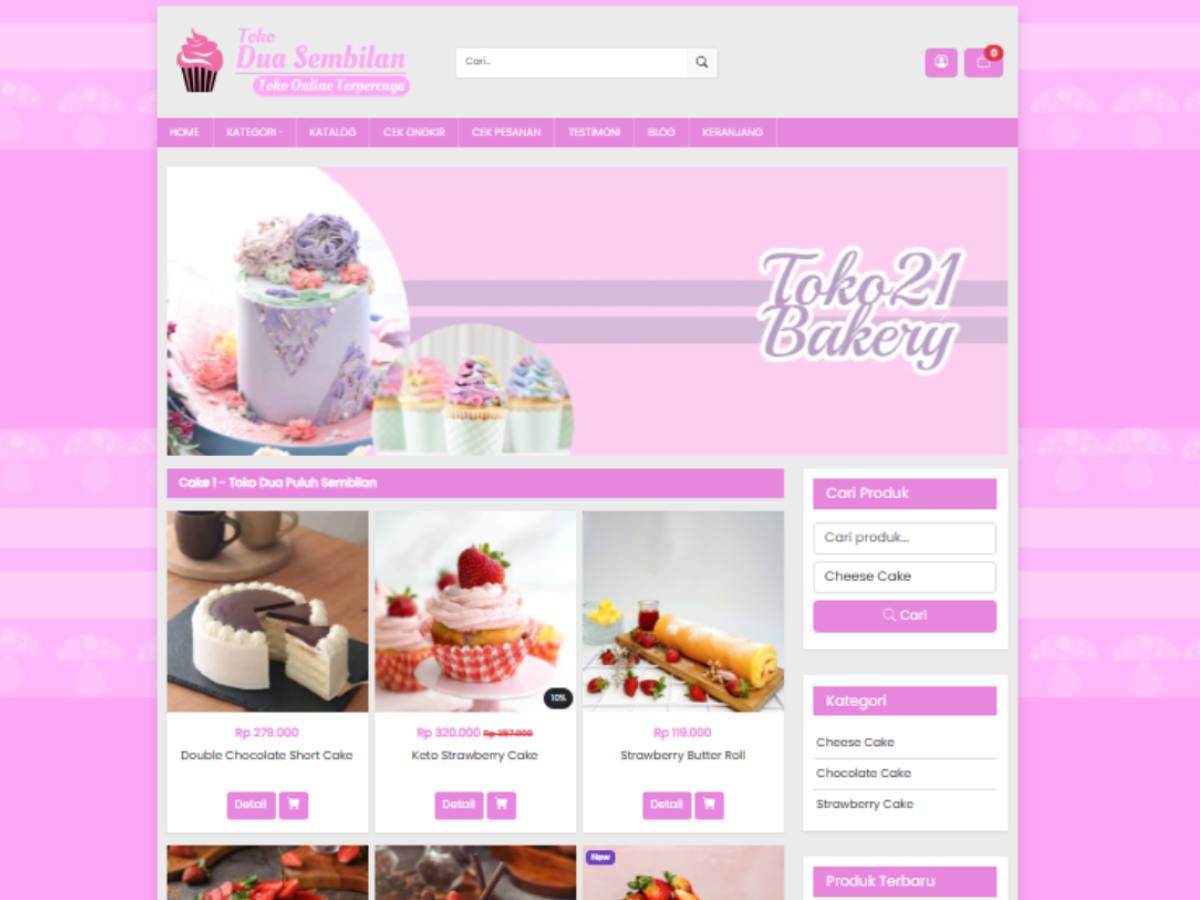 Toko
Dua Sembilan
Toko Online Terpercaya
Cari..
0
HOME
KATEGORI
KATALOG
CEK ONGKIR
CEK PESANAN
TESTIMONI
BLOG
KERANJANG
Toko21
Bakery
Cake 1 - Toko Dua Puluh Sembilan
Cari Produk
Cari produk...
Cheese Cake
Cari
10%
Rp 279.000
Rp 320.000 Rp 357.000
Rp 119.000
Double Chocolate Short Cake
Keto Strawberry Cake
Strawberry Butter Roll
Detail
Detail
Detail
Kategori
Cheese Cake
Chocolate Cake
Strawberry Cake
New
Produk Terbaru